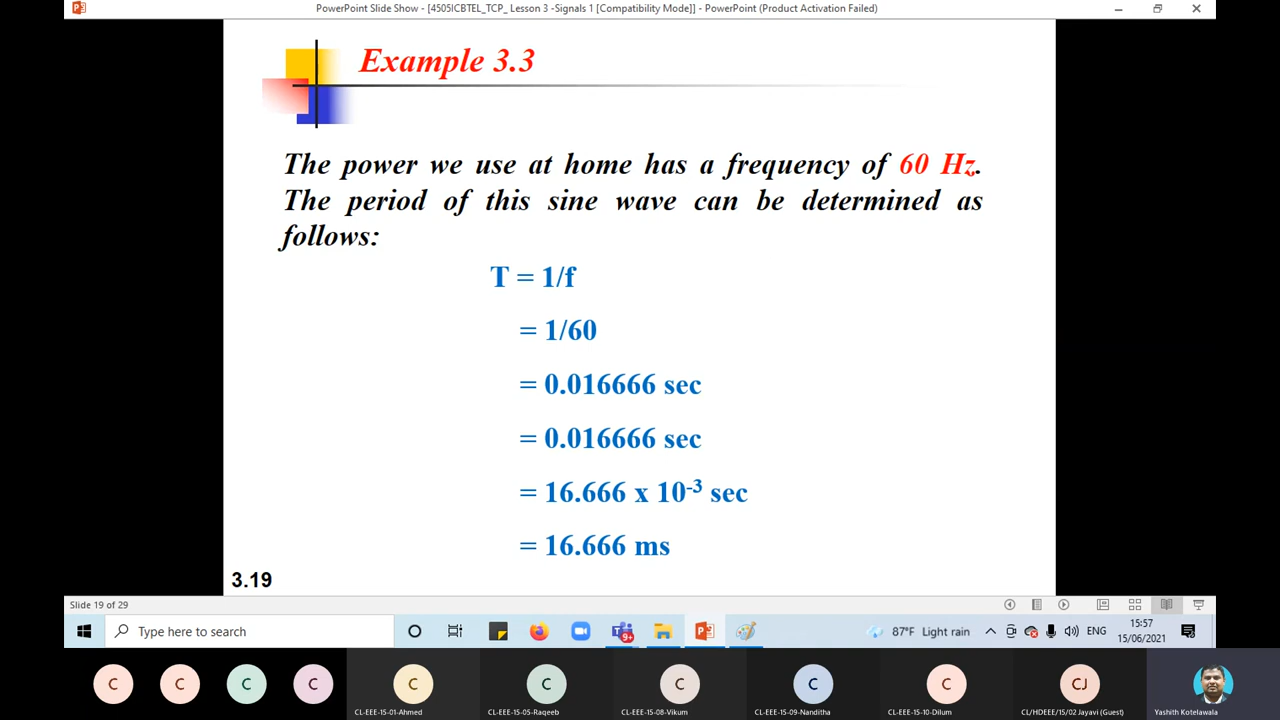 PowerPoint Slide Show - [4505ICBTEL_TCP_ Lesson 3 -Signals 1 [Compatibility Mode]] - PowerPoint (Product Activation Failed)
Example 3.3
The power we use at home has a frequency of 60 Hz.
The period of this sine wave can be determined as
follows:
T = 1/f
= 1/60
= 0.016666 sec
= 0.016666 sec
= 16.666 x 10-3 sec
= 16.666 ms
3.19
Slide 19 of 29
Type here to search
9+
87°F Light rain
ENG
15:57
15/06/2021
C
C
C
C
C
C
C
C
C
CJ
CL-EEE-15-01-Ahmed
CL-EEE-15-05-Raqeeb
CL-EEE-15-08-Vikum
CL-EEE-15-09-Nanditha
CL-EEE-15-10-Dilum
CL/HDEEE/15/02 Jayavi (Guest)
Yashith Kotelawala